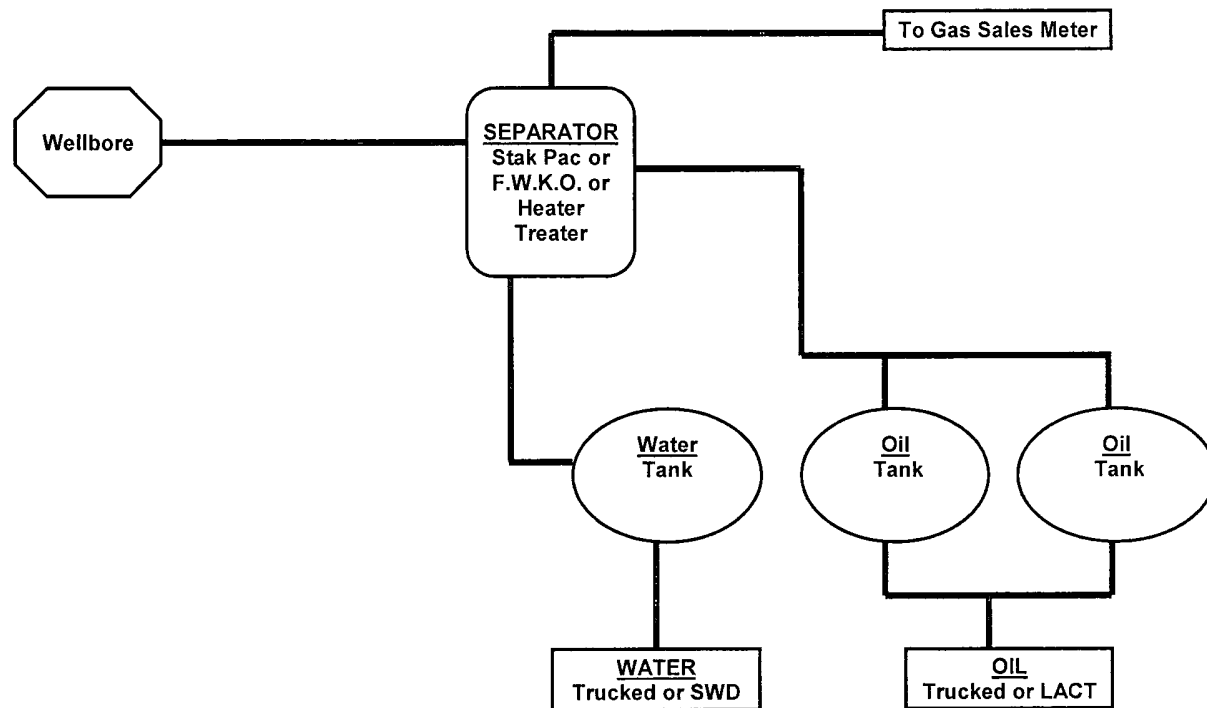 To Gas Sales Meter
Wellbore
SEPARATOR
Stak Pac or
F.W.K.O. or
Heater
Treater
Water
Tank
Oil
Tank
Oil
Tank
WATER
Trucked or SWD
OIL
Trucked or LACT